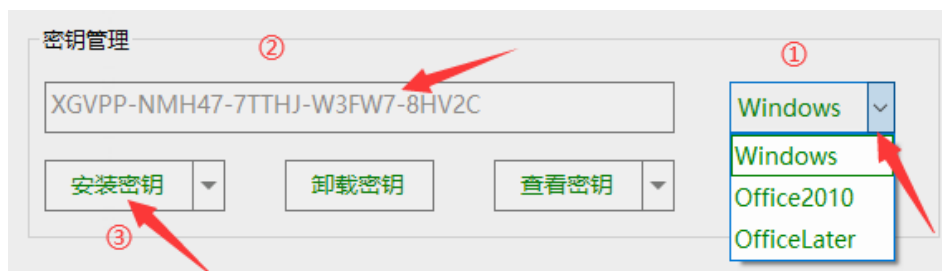 密钥管理
②
①
XGVPP-NMH47-7TTHJ-W3FW7-8HV2C
Windows
Windows
安装密钥
卸载密钥
查看密钥
Office2010
③
OfficeLater